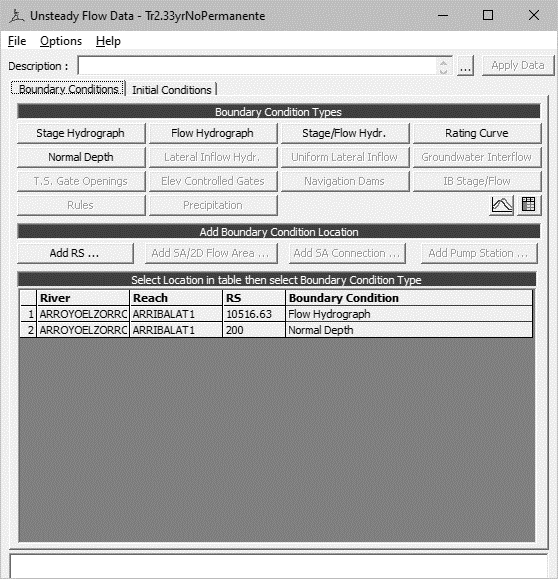 Unsteady Flow Data - Tr2.33yrNoPermanente
File Options Help
Description : ... Apply Data
Boundary Conditions Initial Conditions
Boundary Condition Types
Stage Hydrograph Flow Hydrograph Stage/Flow Hydr. Rating Curve
Normal Depth Lateral Inflow Hydr. Uniform Lateral Inflow Groundwater Interflow
T.S. Gate Openings Elev Controlled Gates Navigation Dams IB Stage/Flow
Rules Precipitation
Add Boundary Condition Location
Add RS ... Add SA/2D Flow Area ... Add SA Connection ... Add Pump Station ...
Select Location in table then select Boundary Condition Type
River Reach RS Boundary Condition
1 ARROYOELZORRO ARRIBALAT1 10516.63 Flow Hydrograph
2 ARROYOELZORRO ARRIBALAT1 200 Normal Depth